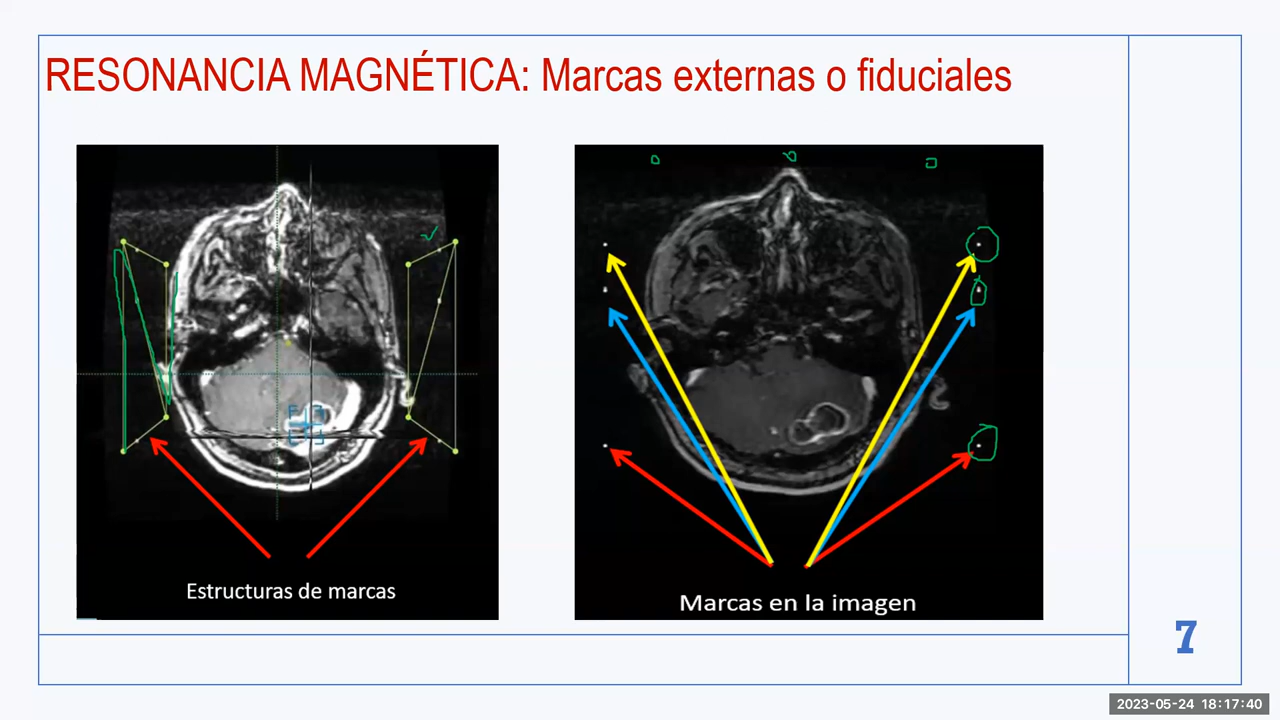 RESONANCIA MAGNÉTICA: Marcas externas o fiduciales
Estructuras de marcas
Marcas en la imagen
7
2023-05-24 18:17:40